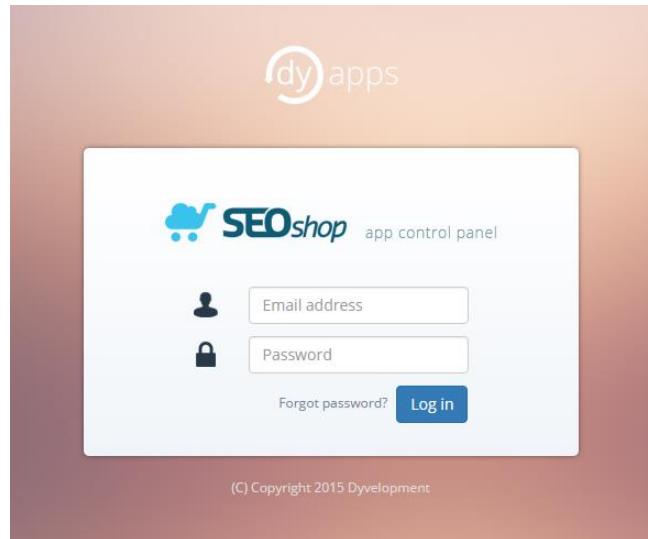 dy apps
SEOshop app control panel
Email address
Password
Forgot password? Log in
(C) Copyright 2015 Dyvelopment